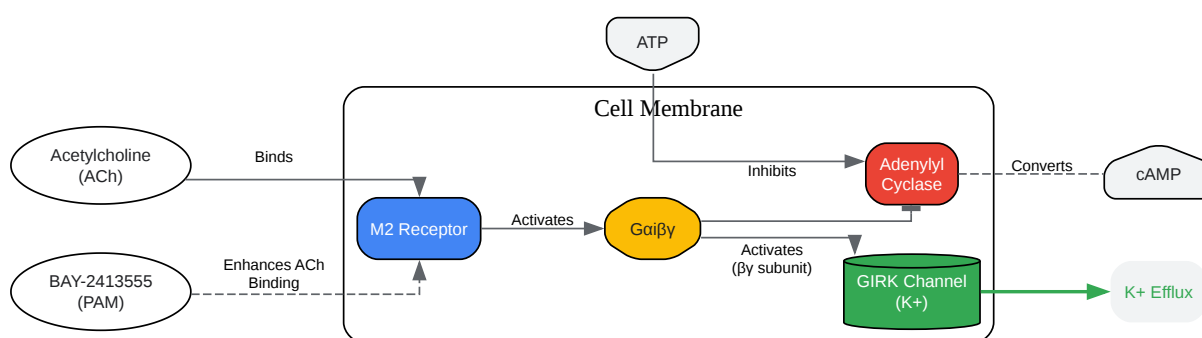 ATP
Cell Membrane
Acetylcholine
(ACh)
Binds
Inhibits
Adenylyl
Cyclase
Converts
cAMP
M2 Receptor
Activates
Gαiβγ
Activates
(βγ subunit)
BAY-2413555
(PAM)
Enhances ACh
Binding
GIRK Channel
(K+)
K+ Efflux